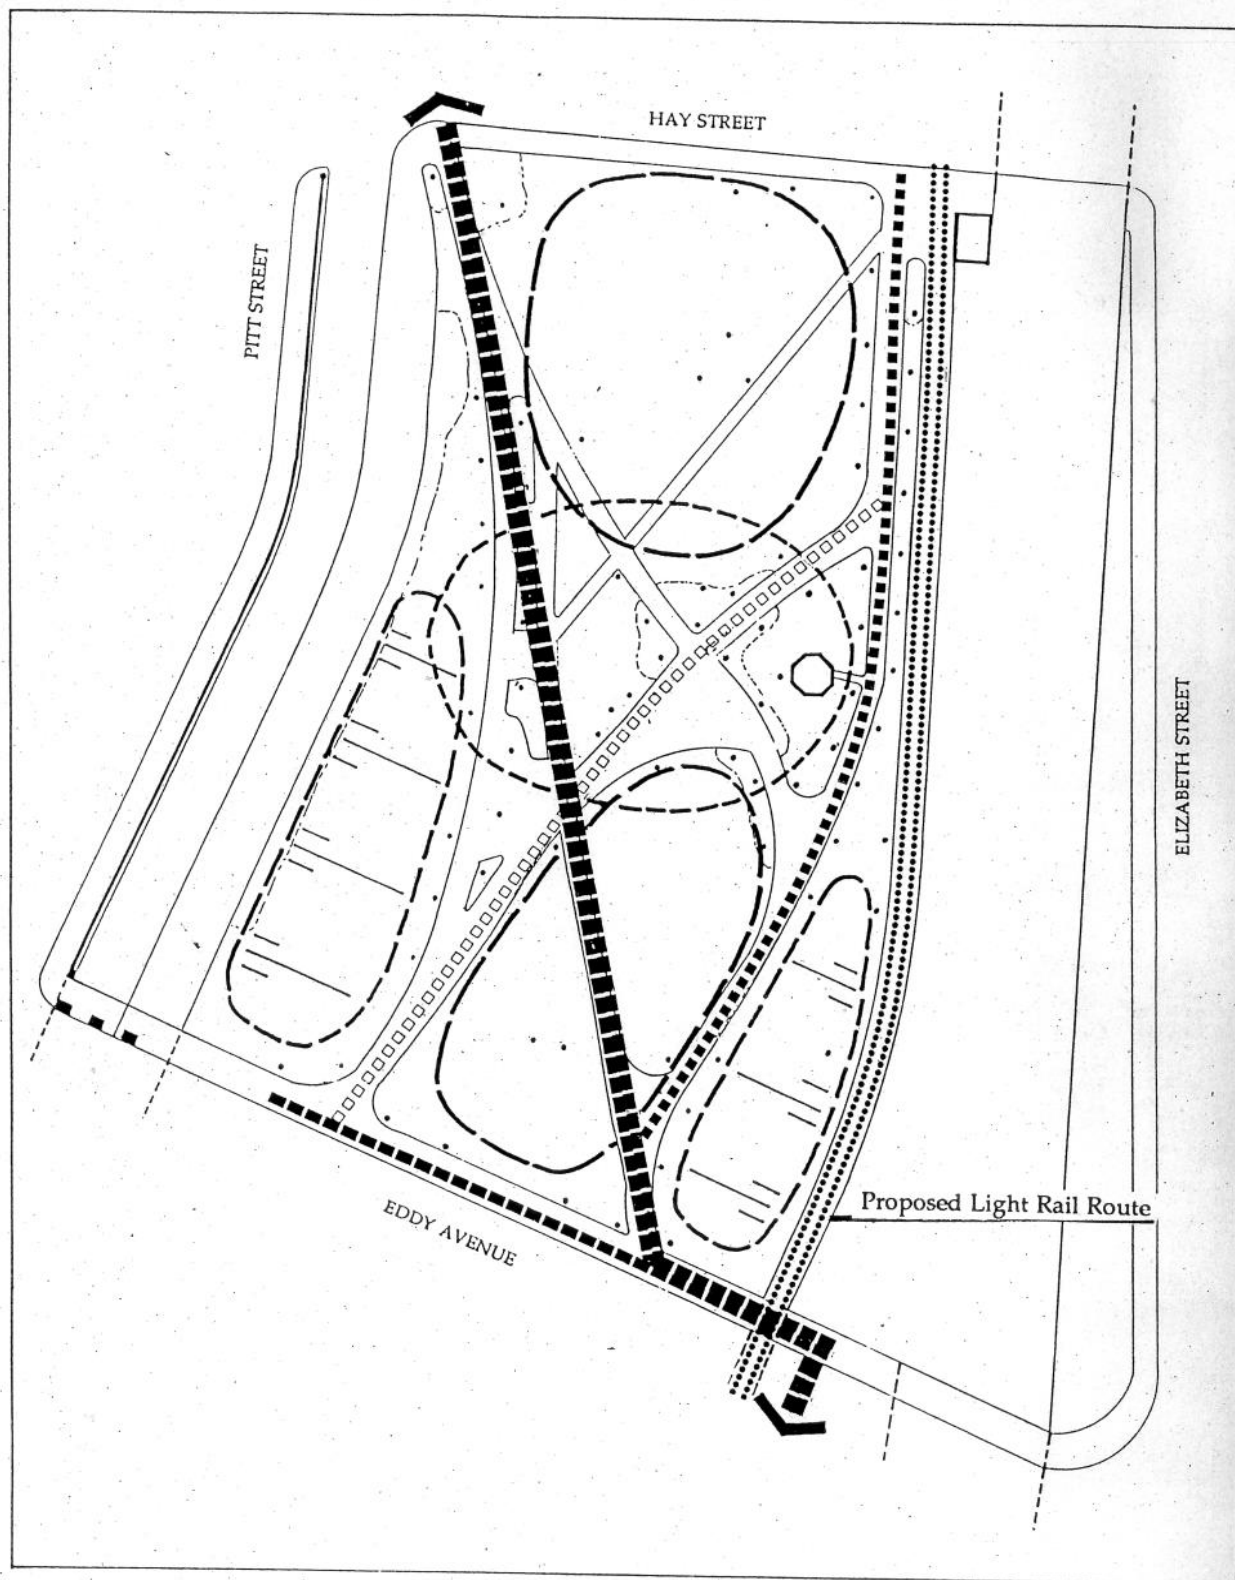 HAY STREET
PITT STREET
ELIZABETH STREET
Proposed Light Rail Route
EDDY AVENUE